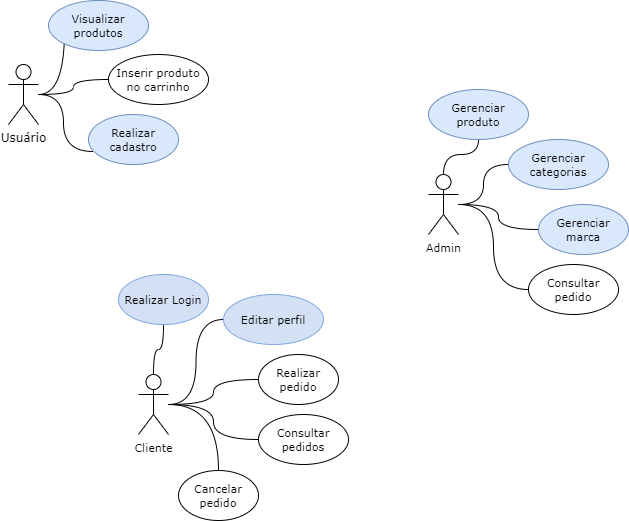 Visualizar
produtos
Inserir produto
no carrinho
Usuário
Realizar
cadastro
Gerenciar
produto
Gerenciar
categorias
Gerenciar
marca
Admin
Consultar
pedido
Realizar Login
Editar perfil
Realizar
pedido
Consultar
pedidos
Cliente
Cancelar
pedido